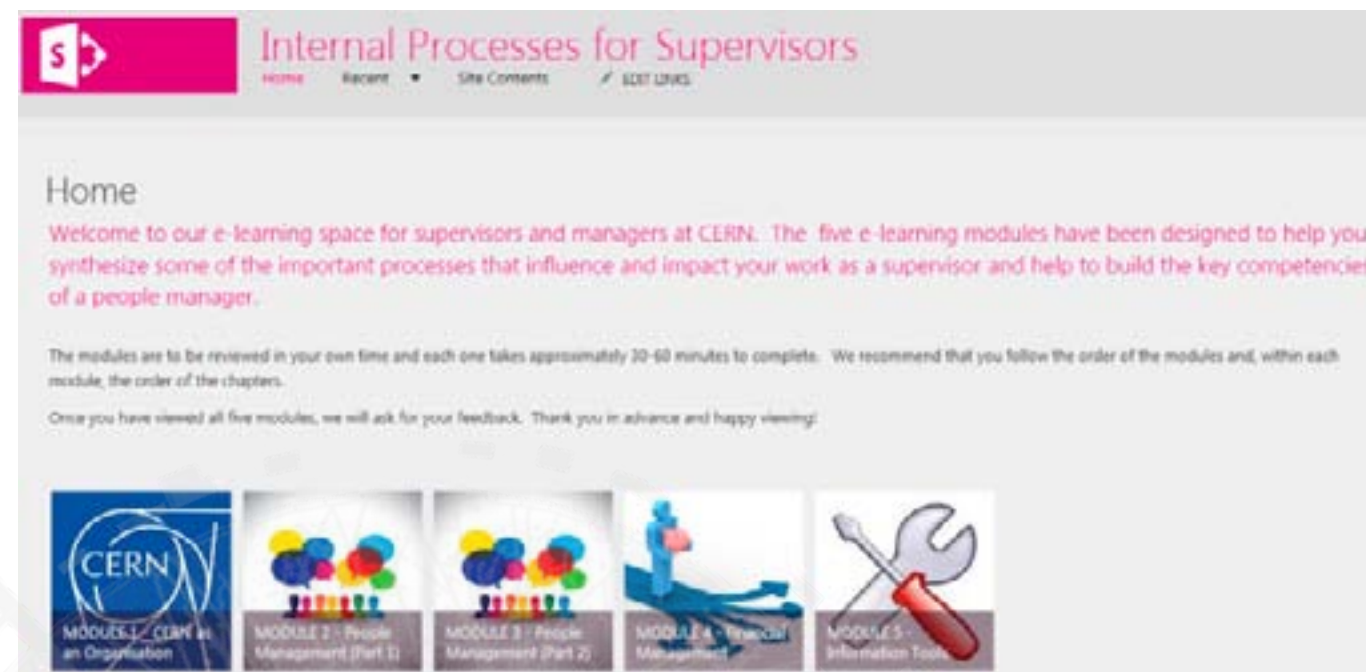 S
Internal Processes for Supervisors
Home Recent Site Contents EDIT LINKS
Home
Welcome to our e-learning space for supervisors and managers at CERN. The five e-learning modules have been designed to help you
synthesize some of the important processes that influence and impact your work as a supervisor and help to build the key competencies
of a people manager.
The modules are to be reviewed in your own time and each one takes approximately 30-60 minutes to complete. We recommend that you follow the order of the modules and, within each
module, the order of the chapters.
Once you have viewed all five modules, we will ask for your feedback. Thank you in advance and happy viewing!
CERN
MODULE 1 - CERN as
an Organisation
MODULE 2 - People
Management (Part 1)
MODULE 3 - People
Management (Part 2)
MODULE 4 - Financial
Management
MODULE 5 -
Information Tools